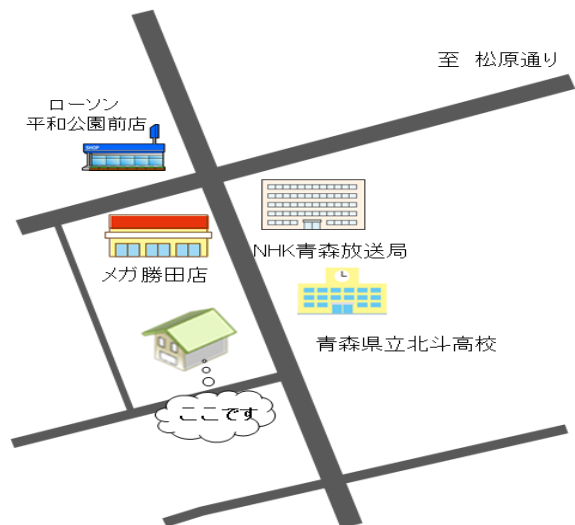 至 松原通り
ローソン
平和公園前店
SHOP
NHK青森放送局
メガ勝田店
青森県立北斗高校
ここです